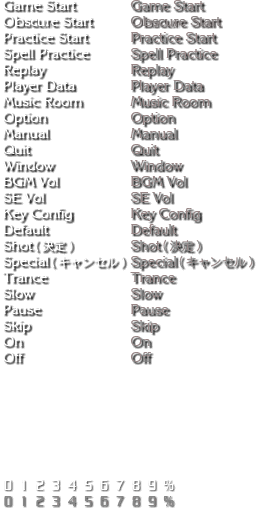 Game Start Game Start
Obscure Start Obscure Start
Practice Start Practice Start
Spell Practice Spell Practice
Replay Replay
Player Data Player Data
Music Room Music Room
Option Option
Manual Manual
Quit Quit
Window Window
BGM Vol BGM Vol
SE Vol SE Vol
Key Config Key Config
Default Default
Shot(決定) Shot(決定)
Special(キャンセル) Special(キャンセル)
Trance Trance
Slow Slow
Pause Pause
Skip Skip
On On
Off Off
0 1 2 3 4 5 6 7 8 9 %
0 1 2 3 4 5 6 7 8 9 %